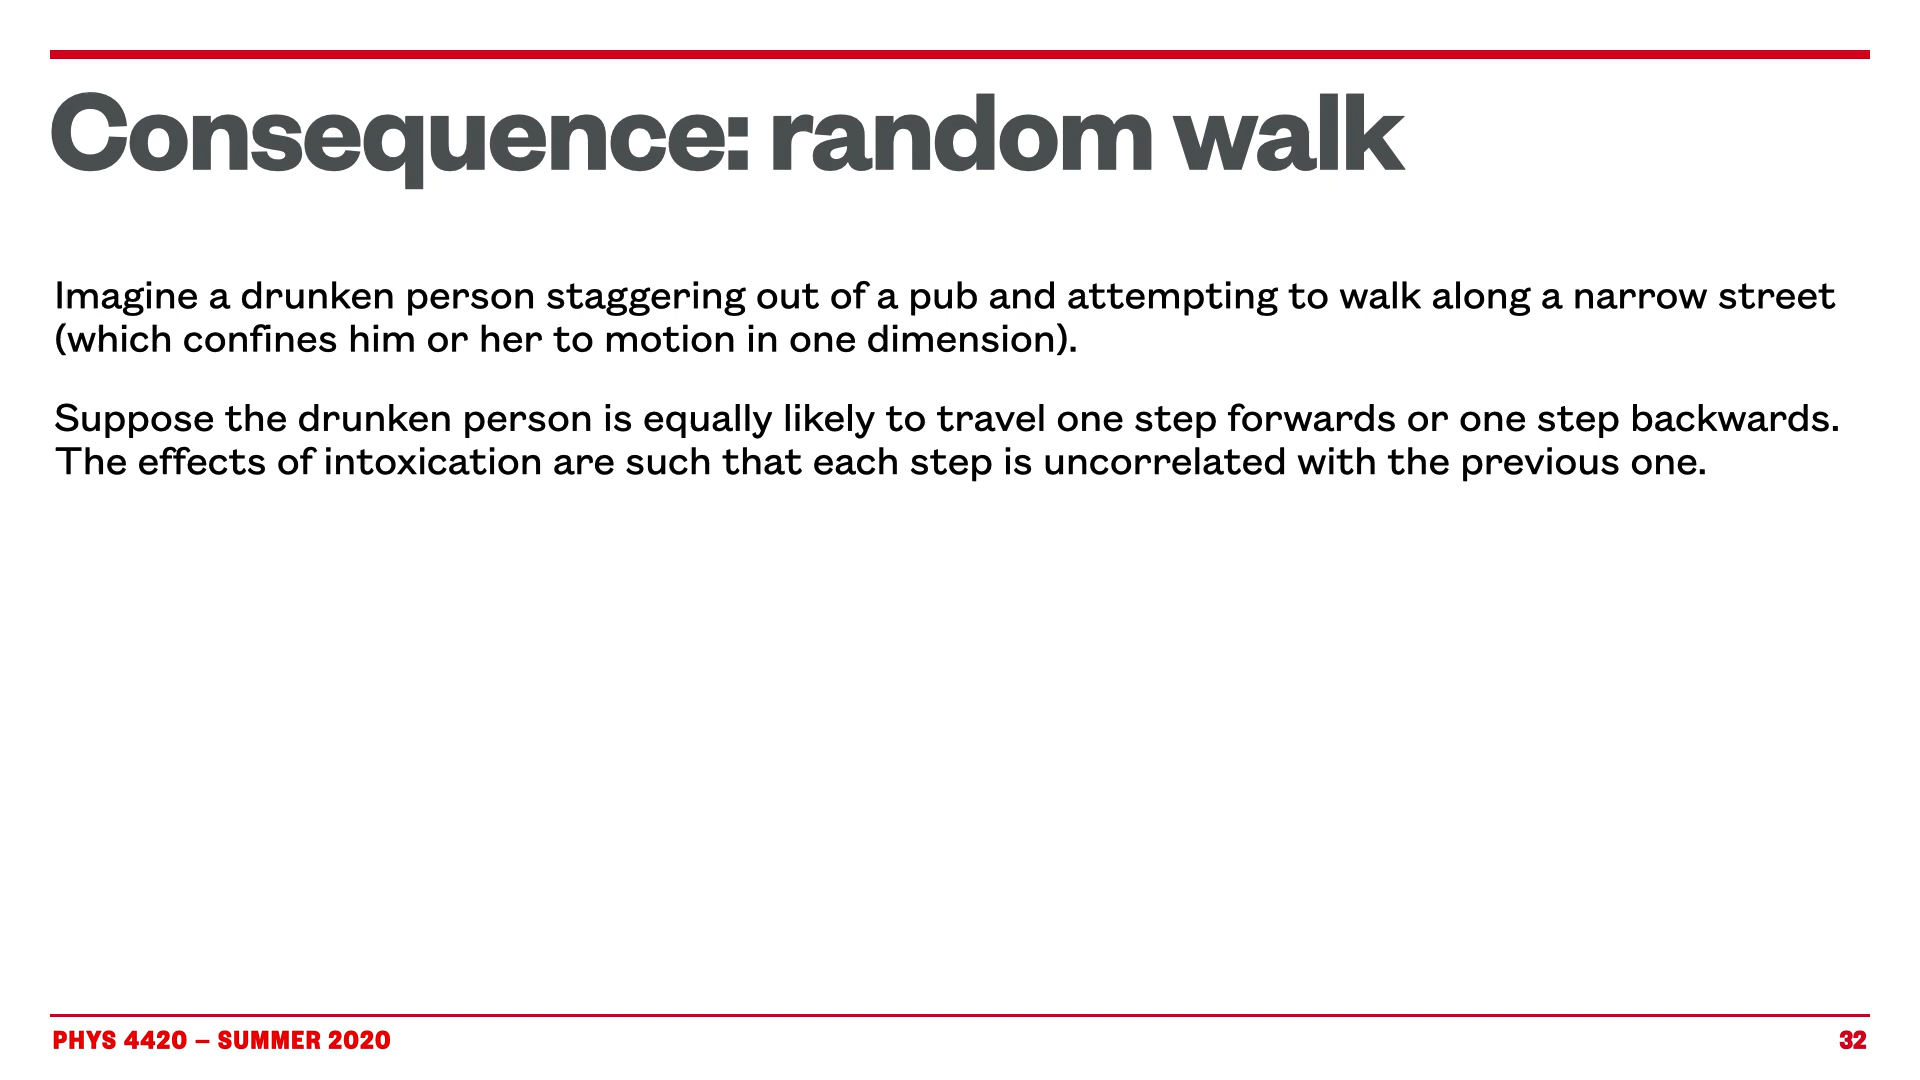 Consequence: random walk
Imagine a drunken person staggering out of a pub and attempting to walk along a narrow street
(which confines him or her to motion in one dimension).
Suppose the drunken person is equally likely to travel one step forwards or one step backwards.
The effects of intoxication are such that each step is uncorrelated with the previous one.
PHYS 4420 – SUMMER 2020
32